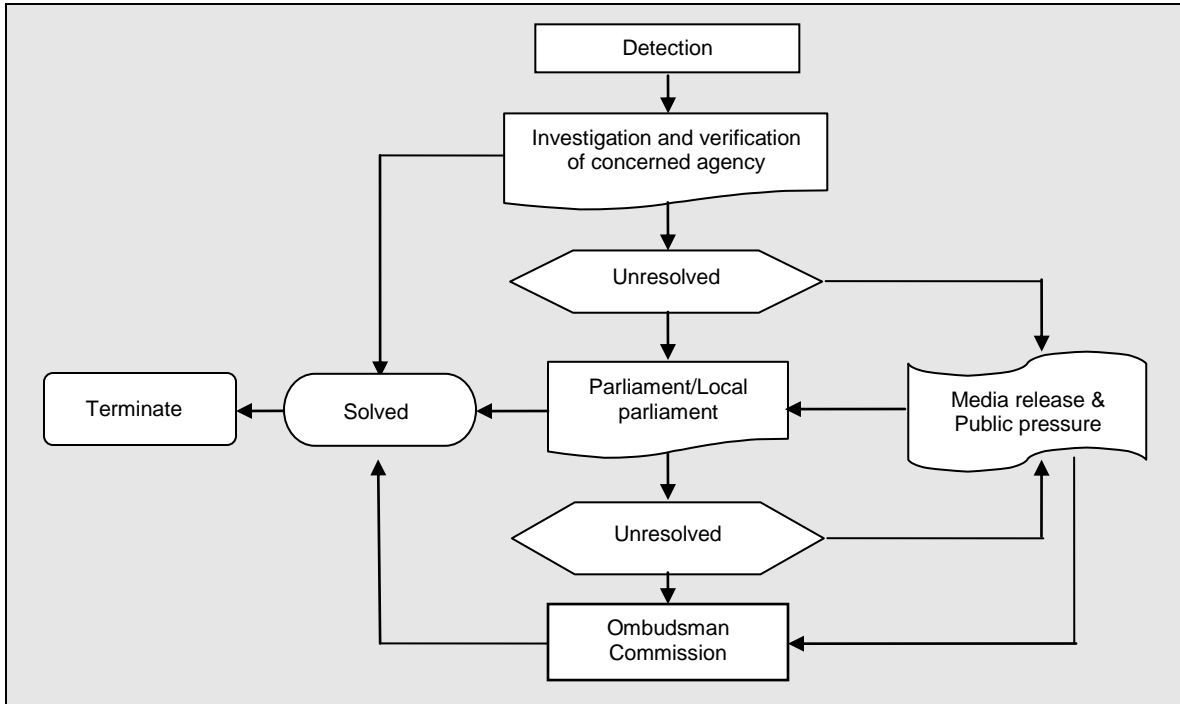 Detection
Investigation and verification
of concerned agency
Unresolved
Parliament/Local
parliament
Media release &
Public pressure
Terminate
Solved
Unresolved
Ombudsman
Commission